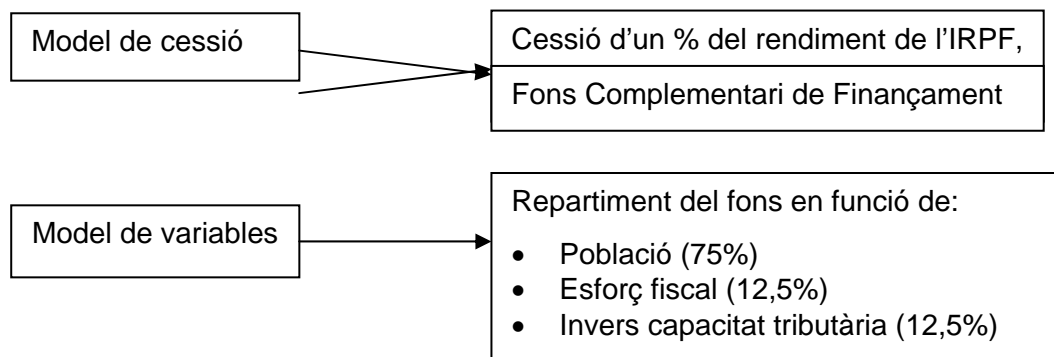 Model de cessió
Cessió d’un % del rendiment de l’IRPF,
Fons Complementari de Finançament
Model de variables
Repartiment del fons en funció de:
• Població (75%)
• Esforç fiscal (12,5%)
• Invers capacitat tributària (12,5%)